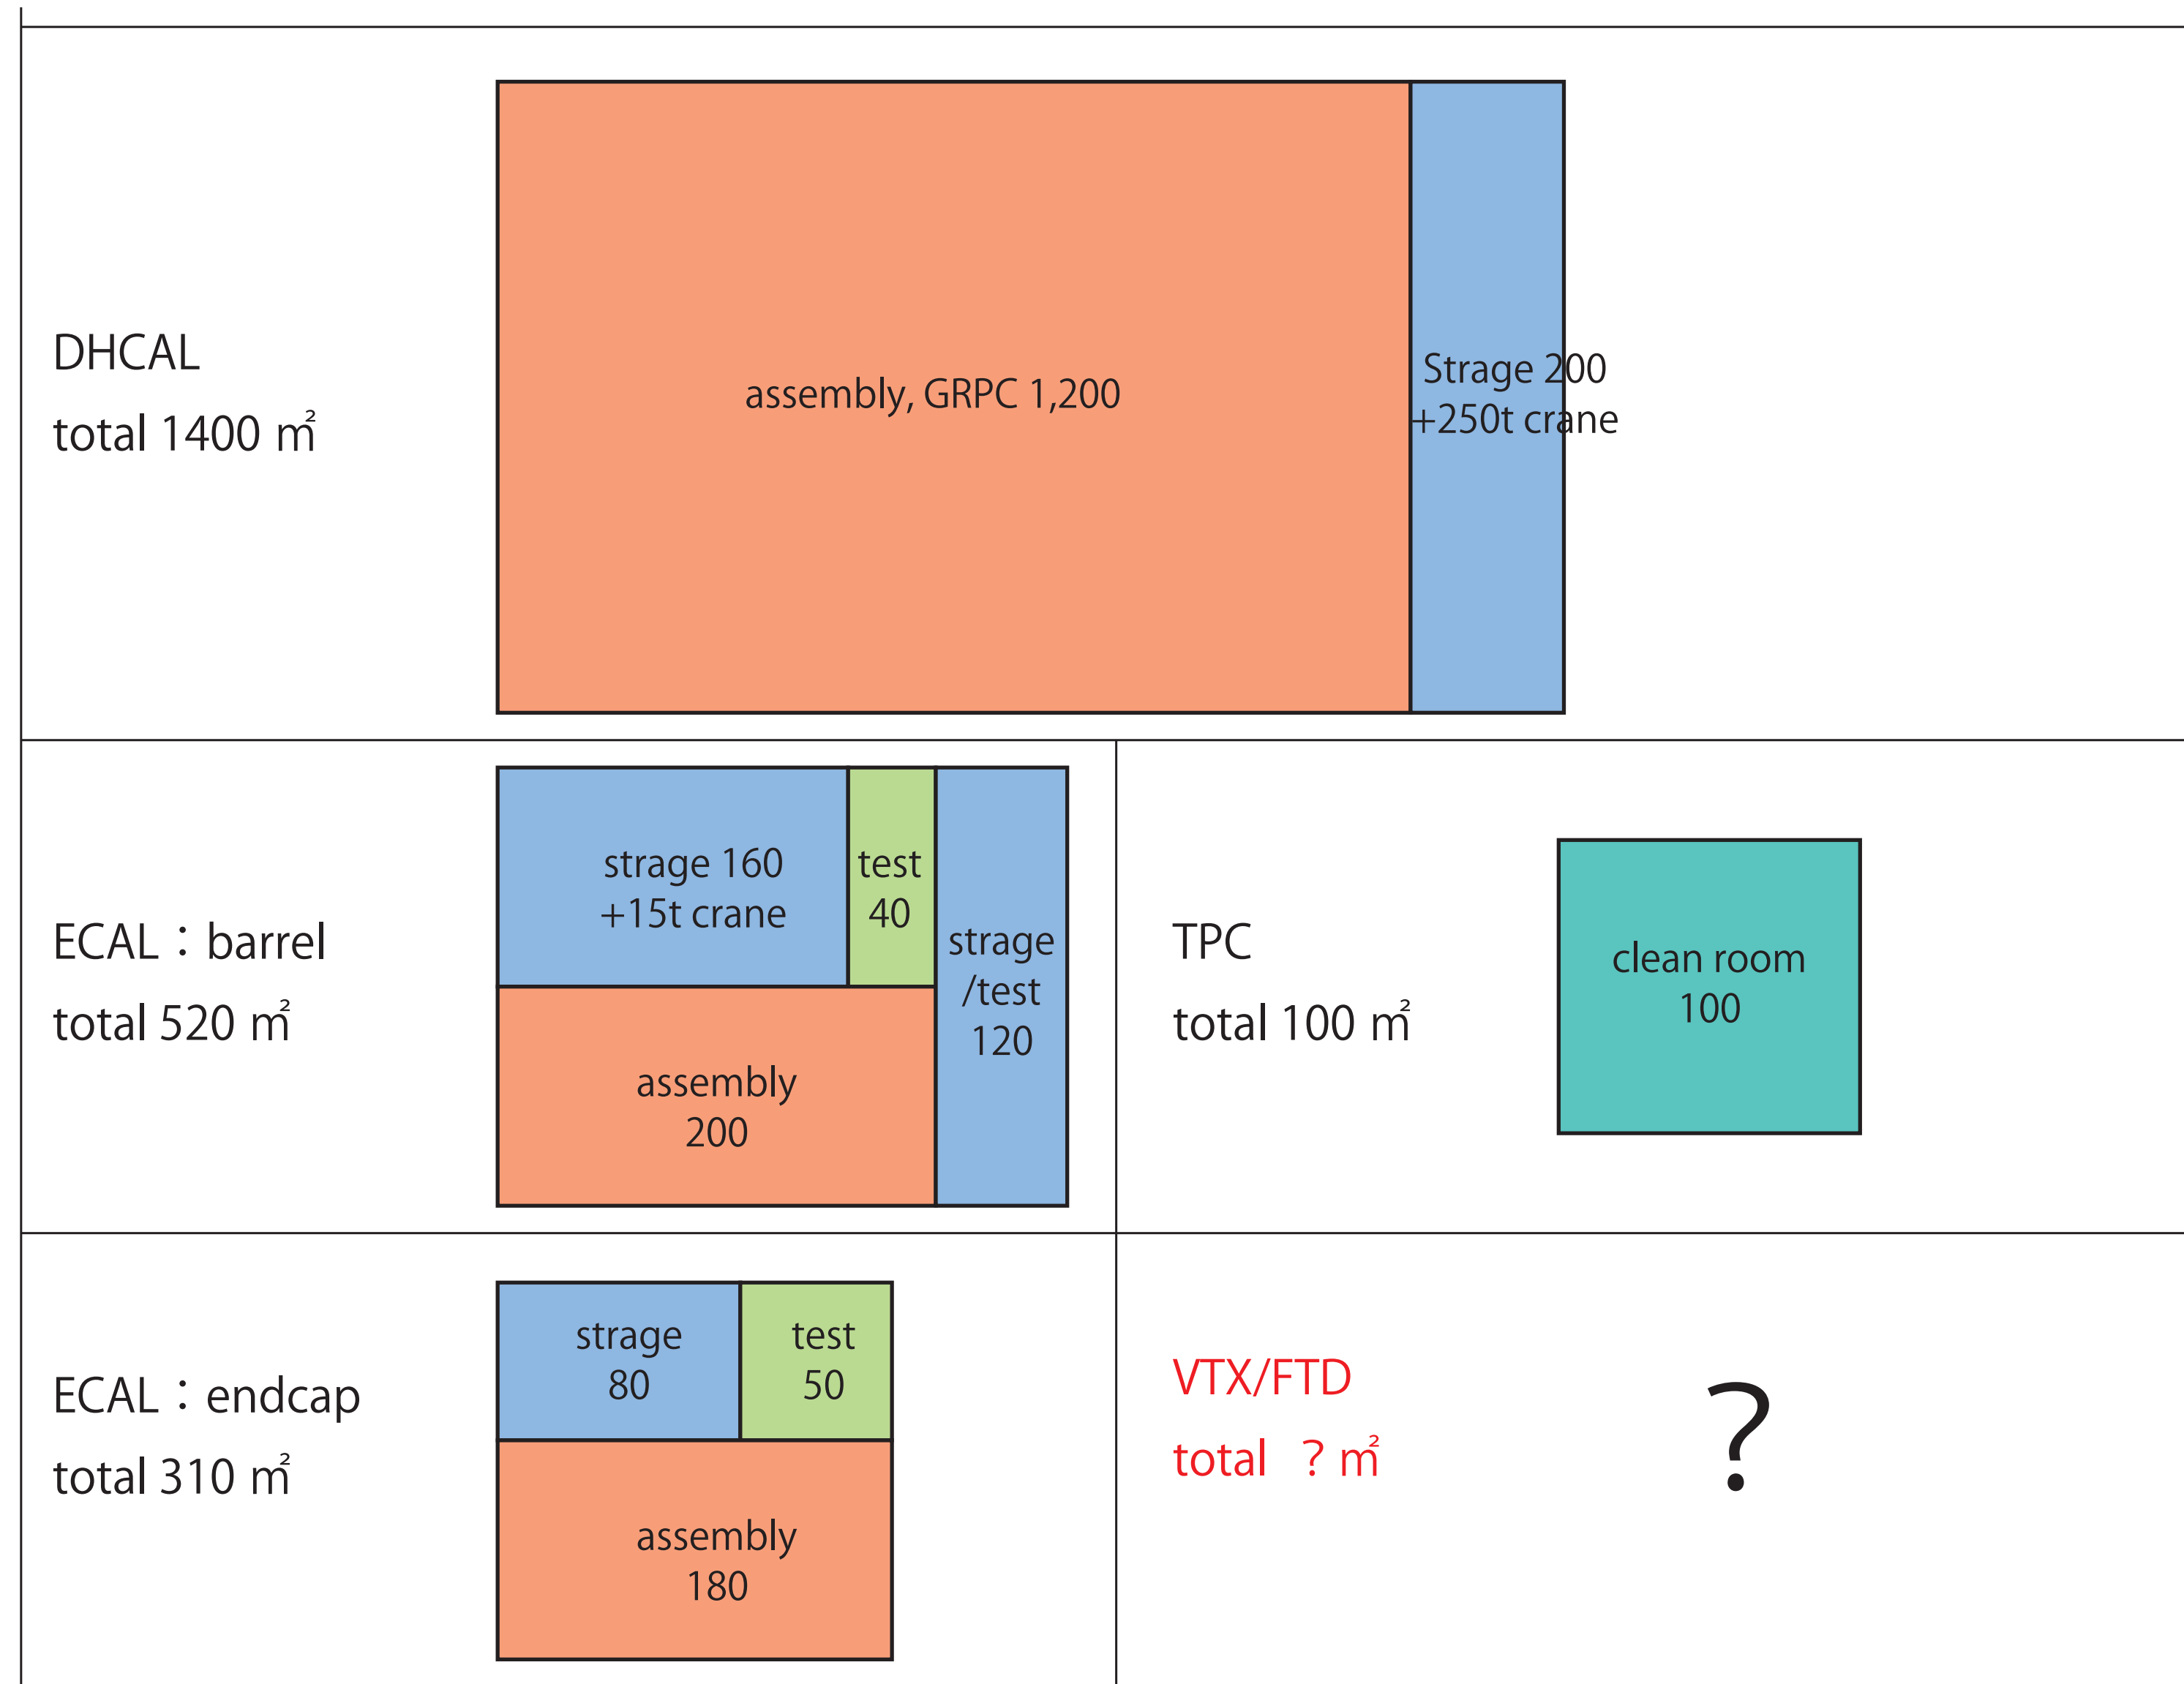 DHCAL
total 1400 m²
assembly, GRPC 1,200
Strage 200
+250t crane
ECAL：barrel
total 520 m²
strage 160
+15t crane
test
40
strage
/test
120
assembly
200
TPC
total 100 m²
clean room
100
ECAL：endcap
total 310 m²
strage
80
test
50
assembly
180
VTX/FTD
total ? m²
?